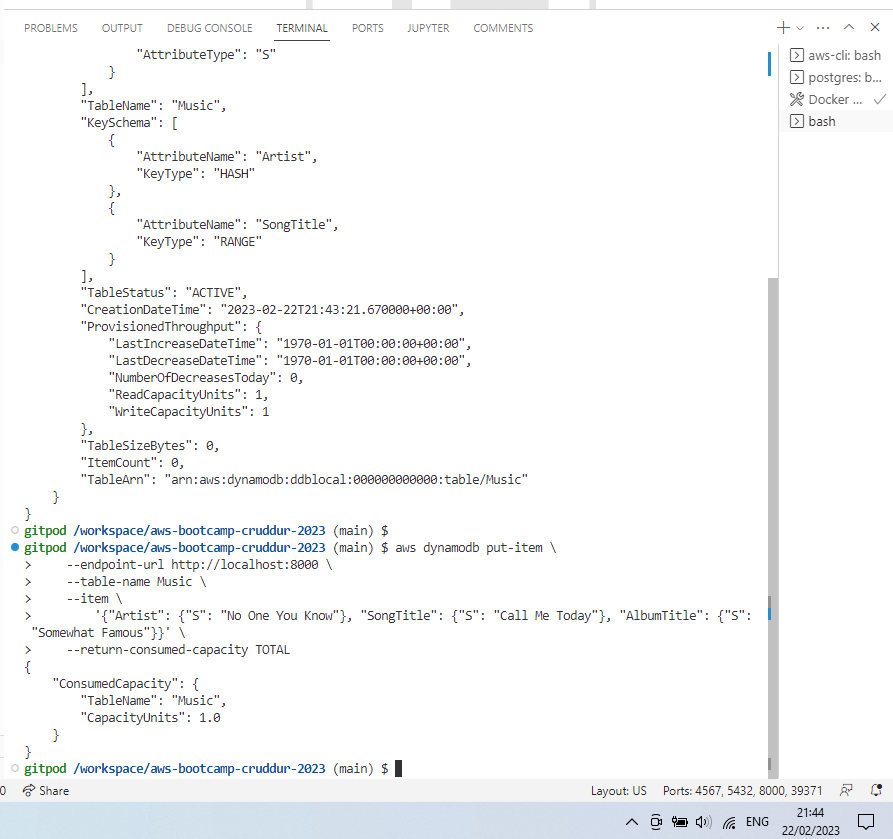 PROBLEMS OUTPUT DEBUG CONSOLE TERMINAL PORTS JUPYTER COMMENTS
aws-cli: bash
postgres: b...
Docker ...
bash
            "AttributeType": "S"
        }
    ],
    "TableName": "Music",
    "KeySchema": [
        {
            "AttributeName": "Artist",
            "KeyType": "HASH"
        },
        {
            "AttributeName": "SongTitle",
            "KeyType": "RANGE"
        }
    ],
    "TableStatus": "ACTIVE",
    "CreationDateTime": "2023-02-22T21:43:21.670000+00:00",
    "ProvisionedThroughput": {
        "LastIncreaseDateTime": "1970-01-01T00:00:00+00:00",
        "LastDecreaseDateTime": "1970-01-01T00:00:00+00:00",
        "NumberOfDecreasesToday": 0,
        "ReadCapacityUnits": 1,
        "WriteCapacityUnits": 1
    },
    "TableSizeBytes": 0,
    "ItemCount": 0,
    "TableArn": "arn:aws:dynamodb:ddblocal:000000000000:table/Music"
    }
}
gitpod /workspace/aws-bootcamp-cruddur-2023 (main) $
gitpod /workspace/aws-bootcamp-cruddur-2023 (main) $ aws dynamodb put-item \
>     --endpoint-url http://localhost:8000 \
>     --table-name Music \
>     --item \
>         '{"Artist": {"S": "No One You Know"}, "SongTitle": {"S": "Call Me Today"}, "AlbumTitle": {"S":
"Somewhat Famous"}}' \
>     --return-consumed-capacity TOTAL
{
    "ConsumedCapacity": {
        "TableName": "Music",
        "CapacityUnits": 1.0
    }
}
gitpod /workspace/aws-bootcamp-cruddur-2023 (main) $
0 Share Layout: US Ports: 4567, 5432, 8000, 39371
ENG 21:44
22/02/2023